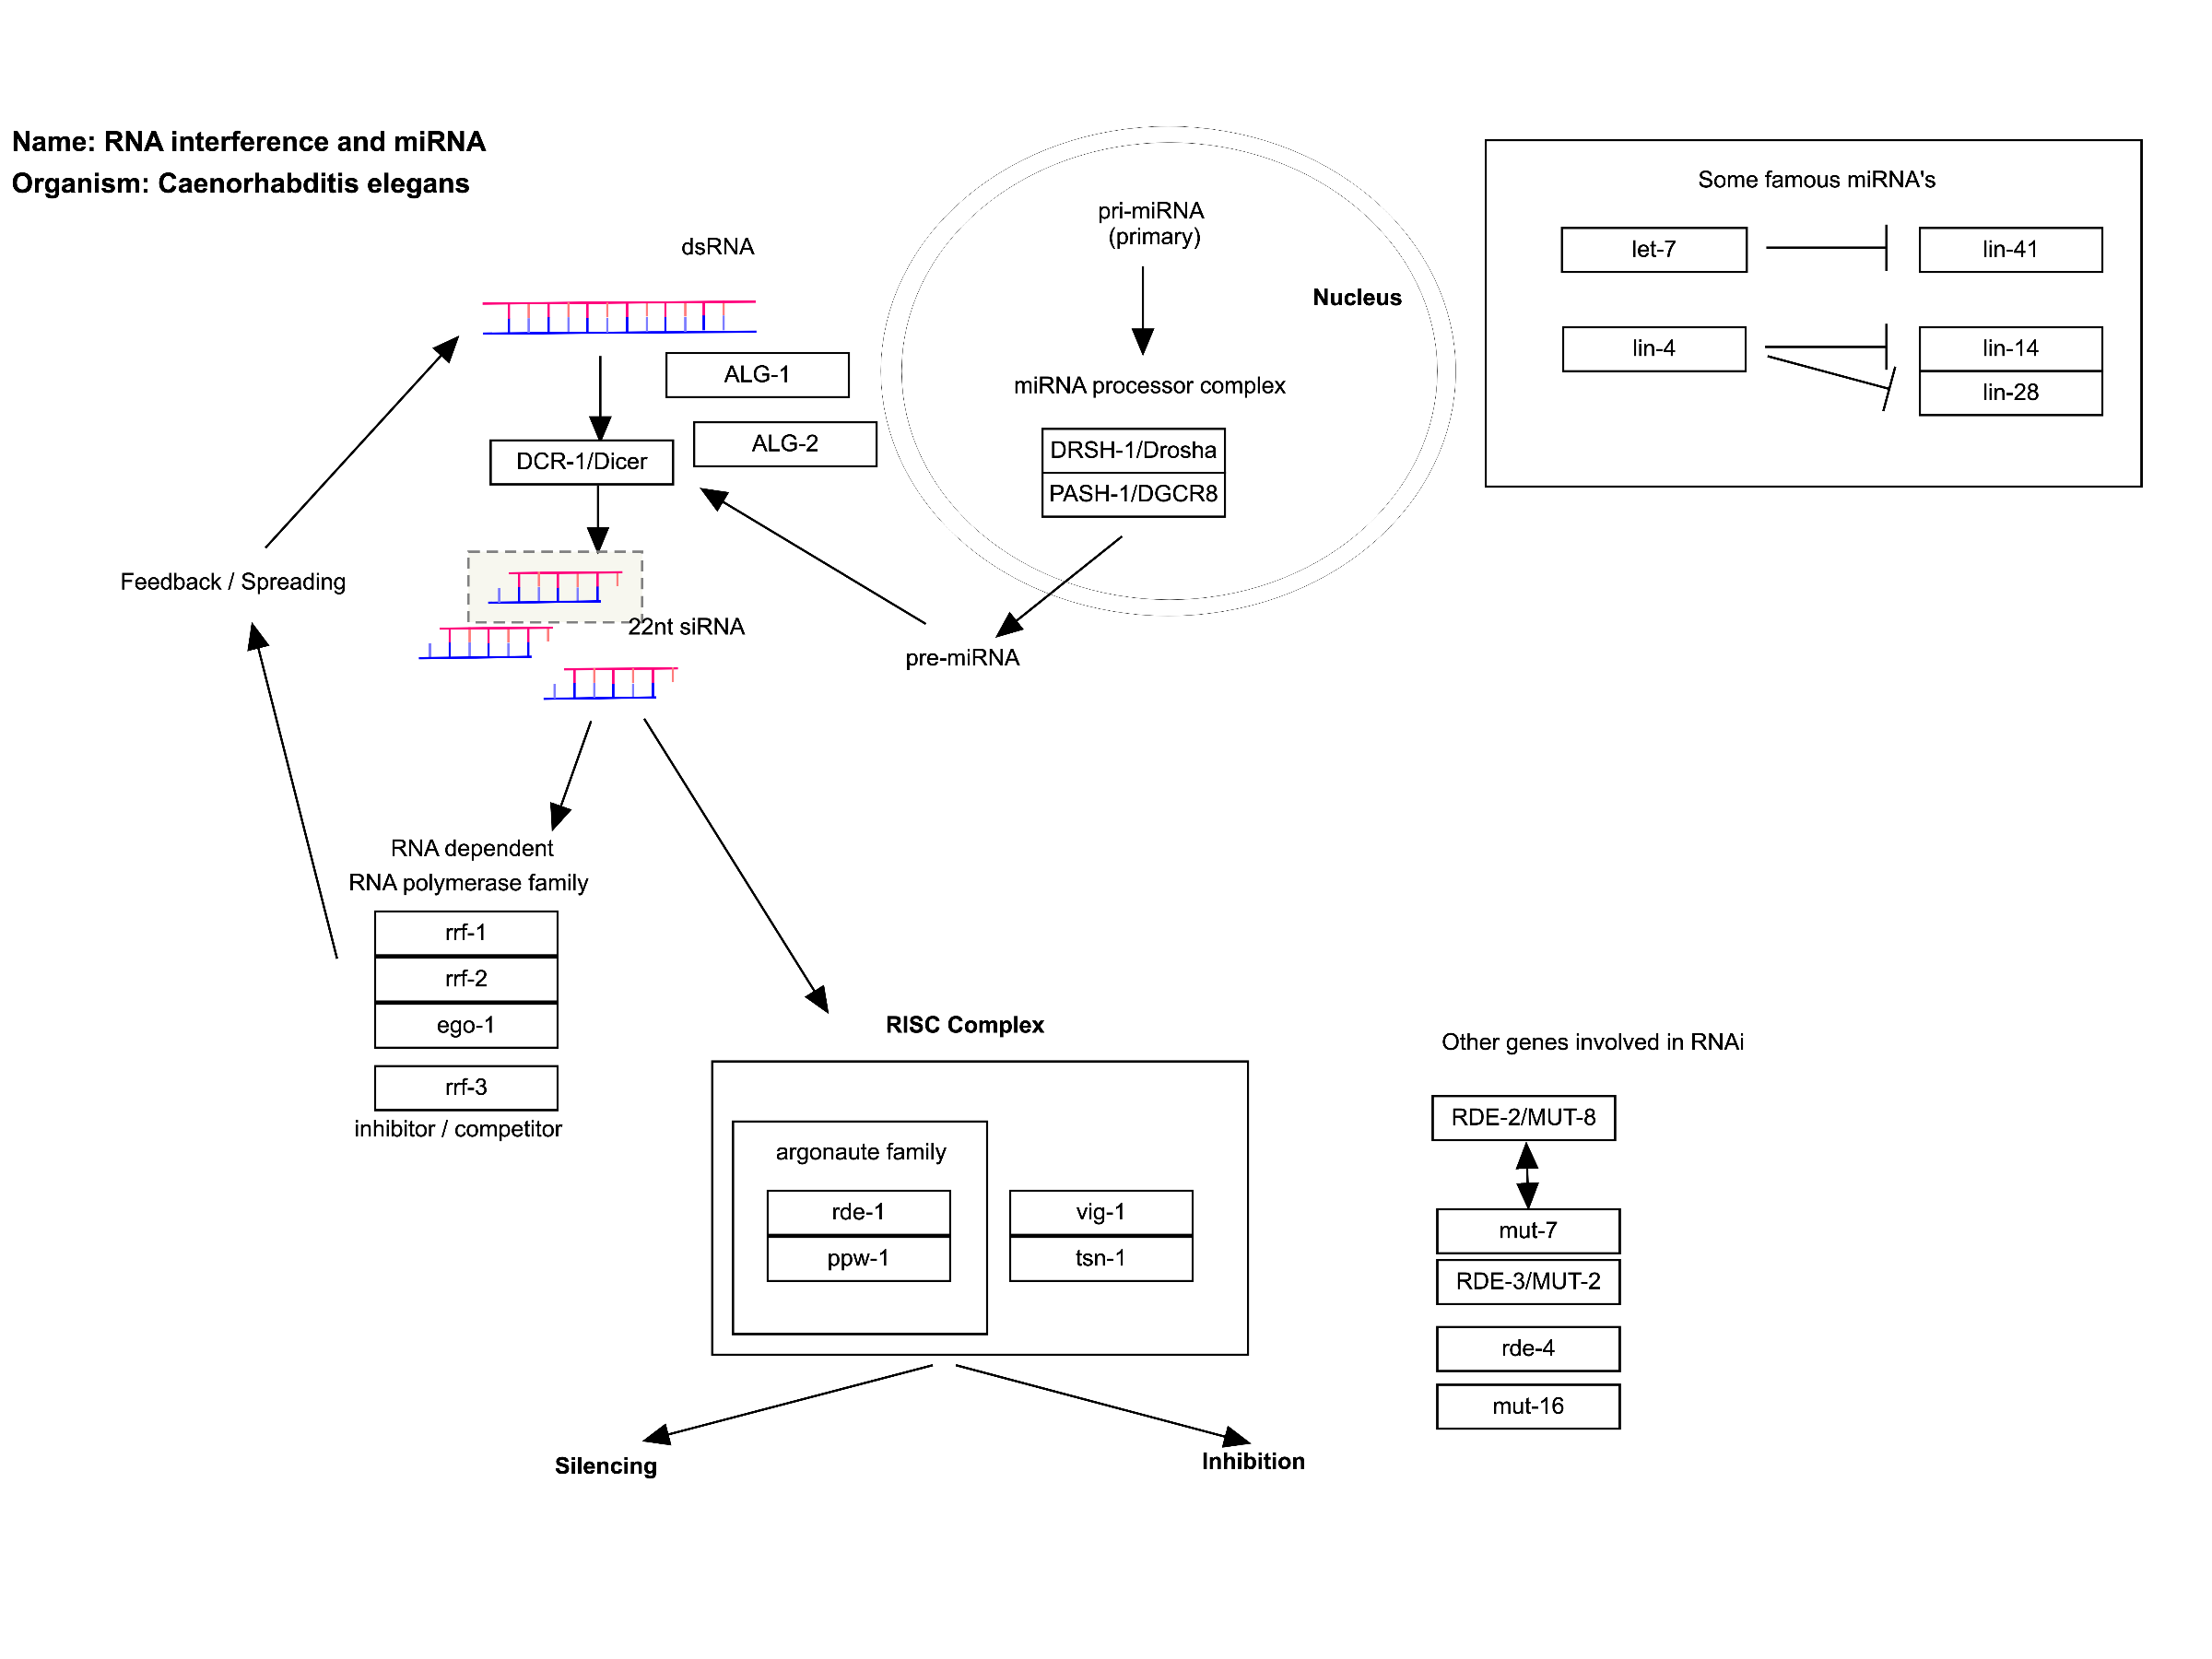 Name: RNA interference and miRNA
Organism: Caenorhabditis elegans
dsRNA
ALG-1
ALG-2
DCR-1/Dicer
22nt siRNA
Feedback / Spreading
pri-miRNA
(primary)
Nucleus
miRNA processor complex
DRSH-1/Drosha
PASH-1/DGCR8
pre-miRNA
Some famous miRNA's
let-7
lin-41
lin-4
lin-14
lin-28
RNA dependent
RNA polymerase family
rrf-1
rrf-2
ego-1
rrf-3
inhibitor / competitor
RISC Complex
argonaute family
rde-1
ppw-1
vig-1
tsn-1
Silencing
Inhibition
Other genes involved in RNAi
RDE-2/MUT-8
mut-7
RDE-3/MUT-2
rde-4
mut-16